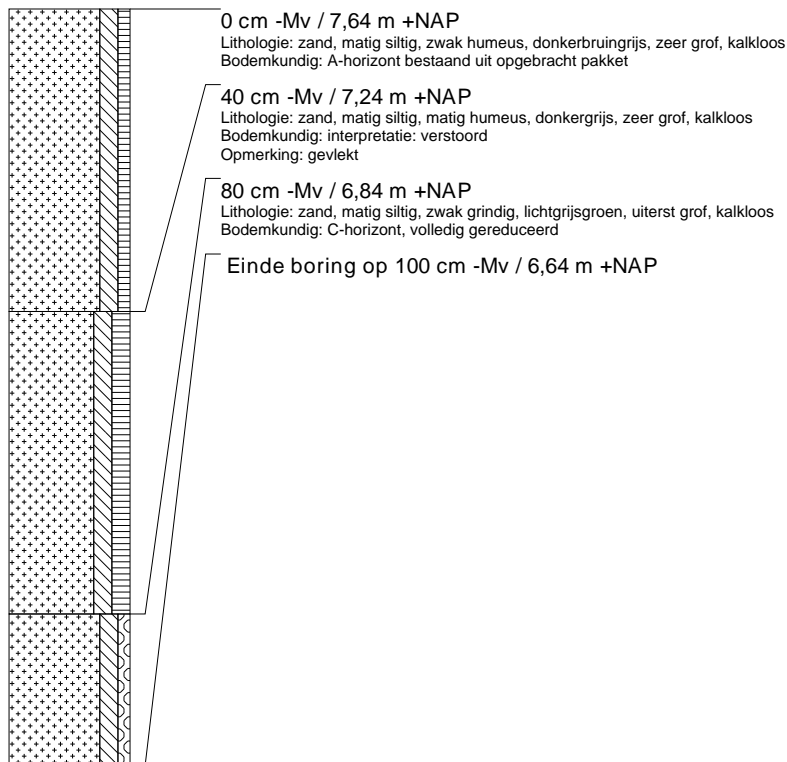 0 cm -Mv / 7,64 m +NAP
Lithologie: zand, matig siltig, zwak humeus, donkerbruingrijs, zeer grof, kalkloos
Bodemkundig: A-horizont bestaand uit opgebracht pakket
40 cm -Mv / 7,24 m +NAP
Lithologie: zand, matig siltig, matig humeus, donkergrijs, zeer grof, kalkloos
Bodemkundig: interpretatie: verstoord
Opmerking: gevlekt
80 cm -Mv / 6,84 m +NAP
Lithologie: zand, matig siltig, zwak grindig, lichtgrijsgroen, uiterst grof, kalkloos
Bodemkundig: C-horizont, volledig gereduceerd
Einde boring op 100 cm -Mv / 6,64 m +NAP